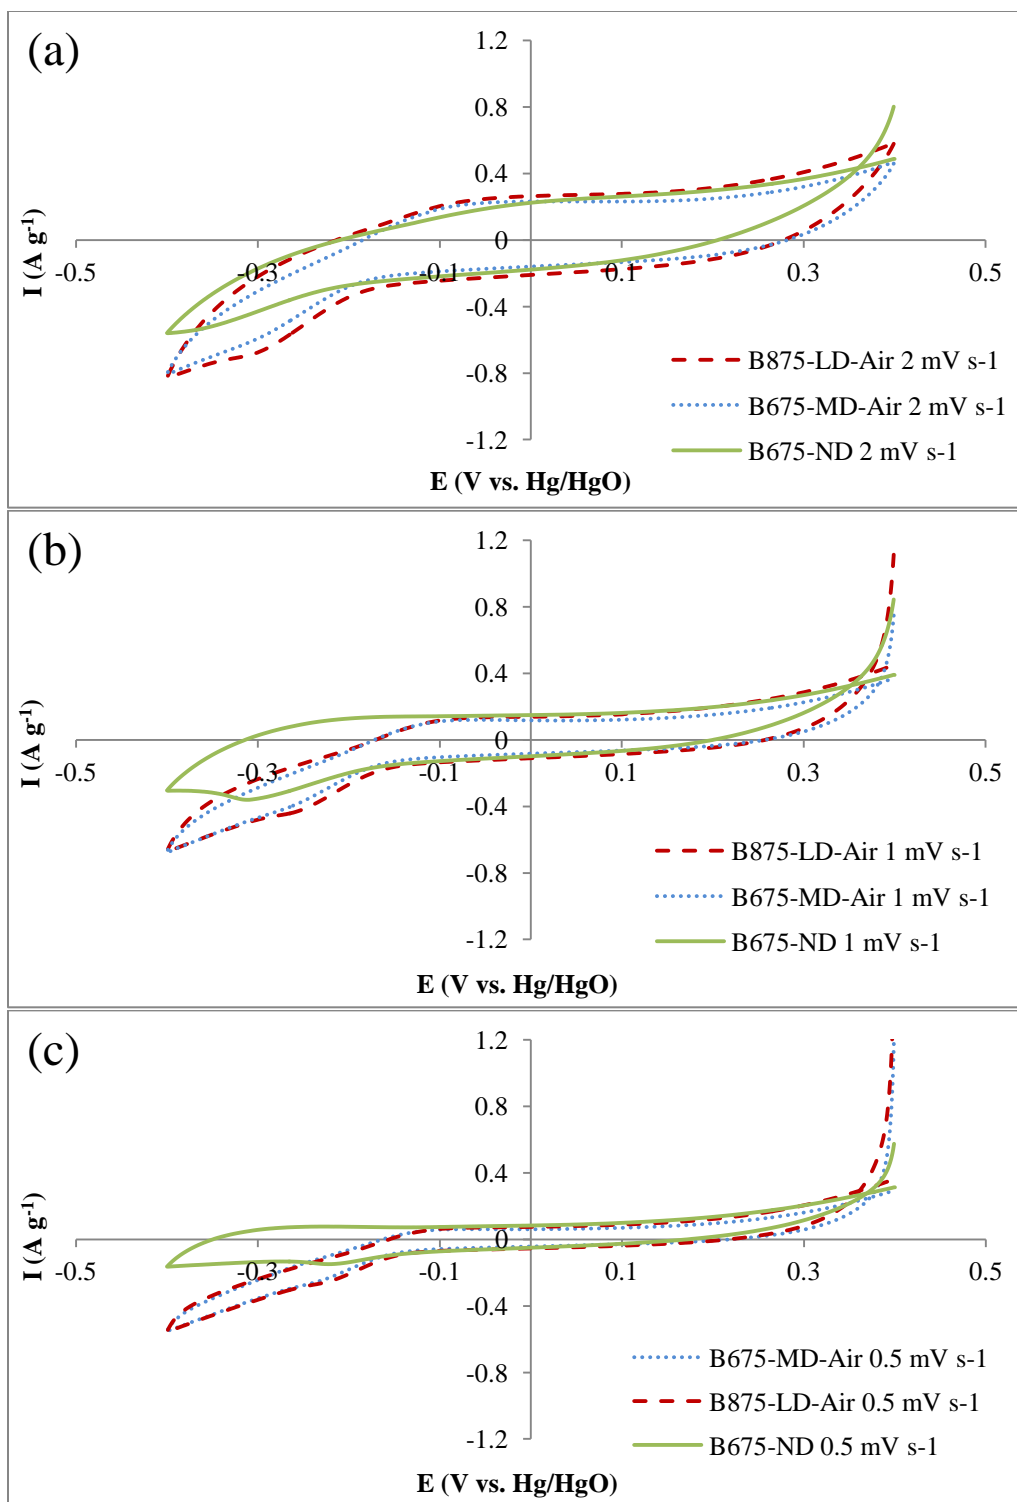 (a)
1.2
0.8
0.4
0
-0.5 -0.3 -0.1 0.1 0.3 0.5
-0.4
-0.8
-1.2
I (A g-1)
B875-LD-Air 2 mV s-1
B675-MD-Air 2 mV s-1
B675-ND 2 mV s-1
E (V vs. Hg/HgO)
(b)
1.2
0.8
0.4
0
-0.5 -0.3 -0.1 0.1 0.3 0.5
-0.4
-0.8
-1.2
I (A g-1)
B875-LD-Air 1 mV s-1
B675-MD-Air 1 mV s-1
B675-ND 1 mV s-1
E (V vs. Hg/HgO)
(c)
1.2
0.8
0.4
0
-0.5 -0.3 -0.1 0.1 0.3 0.5
-0.4
-0.8
-1.2
I (A g-1)
B675-MD-Air 0.5 mV s-1
B875-LD-Air 0.5 mV s-1
B675-ND 0.5 mV s-1
E (V vs. Hg/HgO)